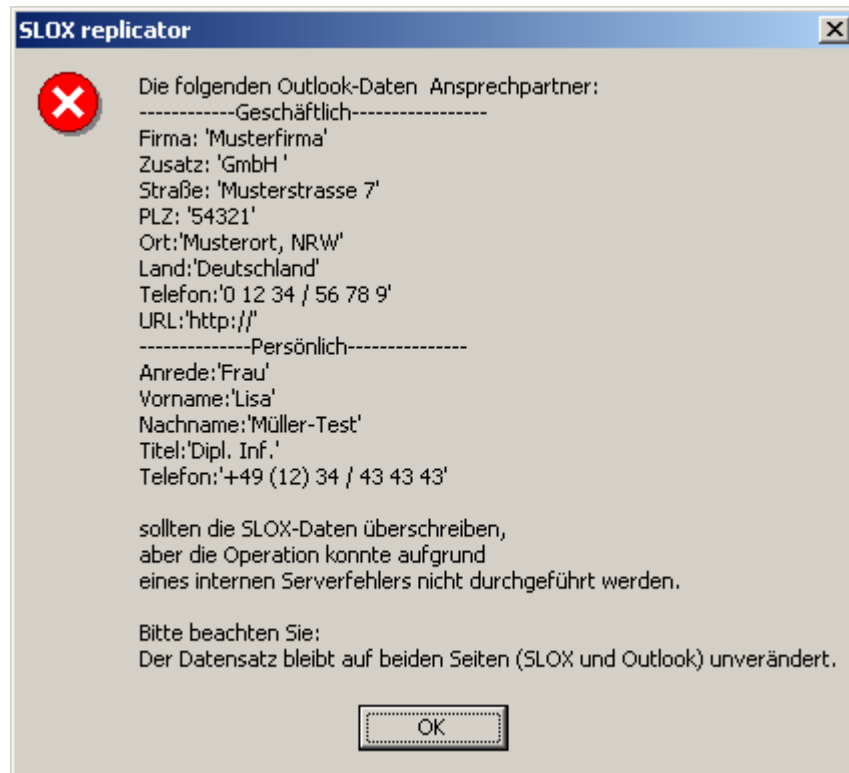 SLOX replicator
Die folgenden Outlook-Daten  Ansprechpartner:
------------Geschäftlich-----------------
Firma: 'Musterfirma'
Zusatz: 'GmbH '
Straße: 'Musterstrasse 7'
PLZ: '54321'
Ort:'Musterort, NRW'
Land:'Deutschland'
Telefon:'0 12 34 / 56 78 9'
URL:'http://'
--------------Persönlich---------------
Anrede:'Frau'
Vorname:'Lisa'
Nachname:'Müller-Test'
Titel:'Dipl. Inf.'
Telefon:'+49 (12) 34 / 43 43 43'
sollten die SLOX-Daten überschreiben,
aber die Operation konnte aufgrund
eines internen Serverfehlers nicht durchgeführt werden.
Bitte beachten Sie:
Der Datensatz bleibt auf beiden Seiten (SLOX und Outlook) unverändert.
OK